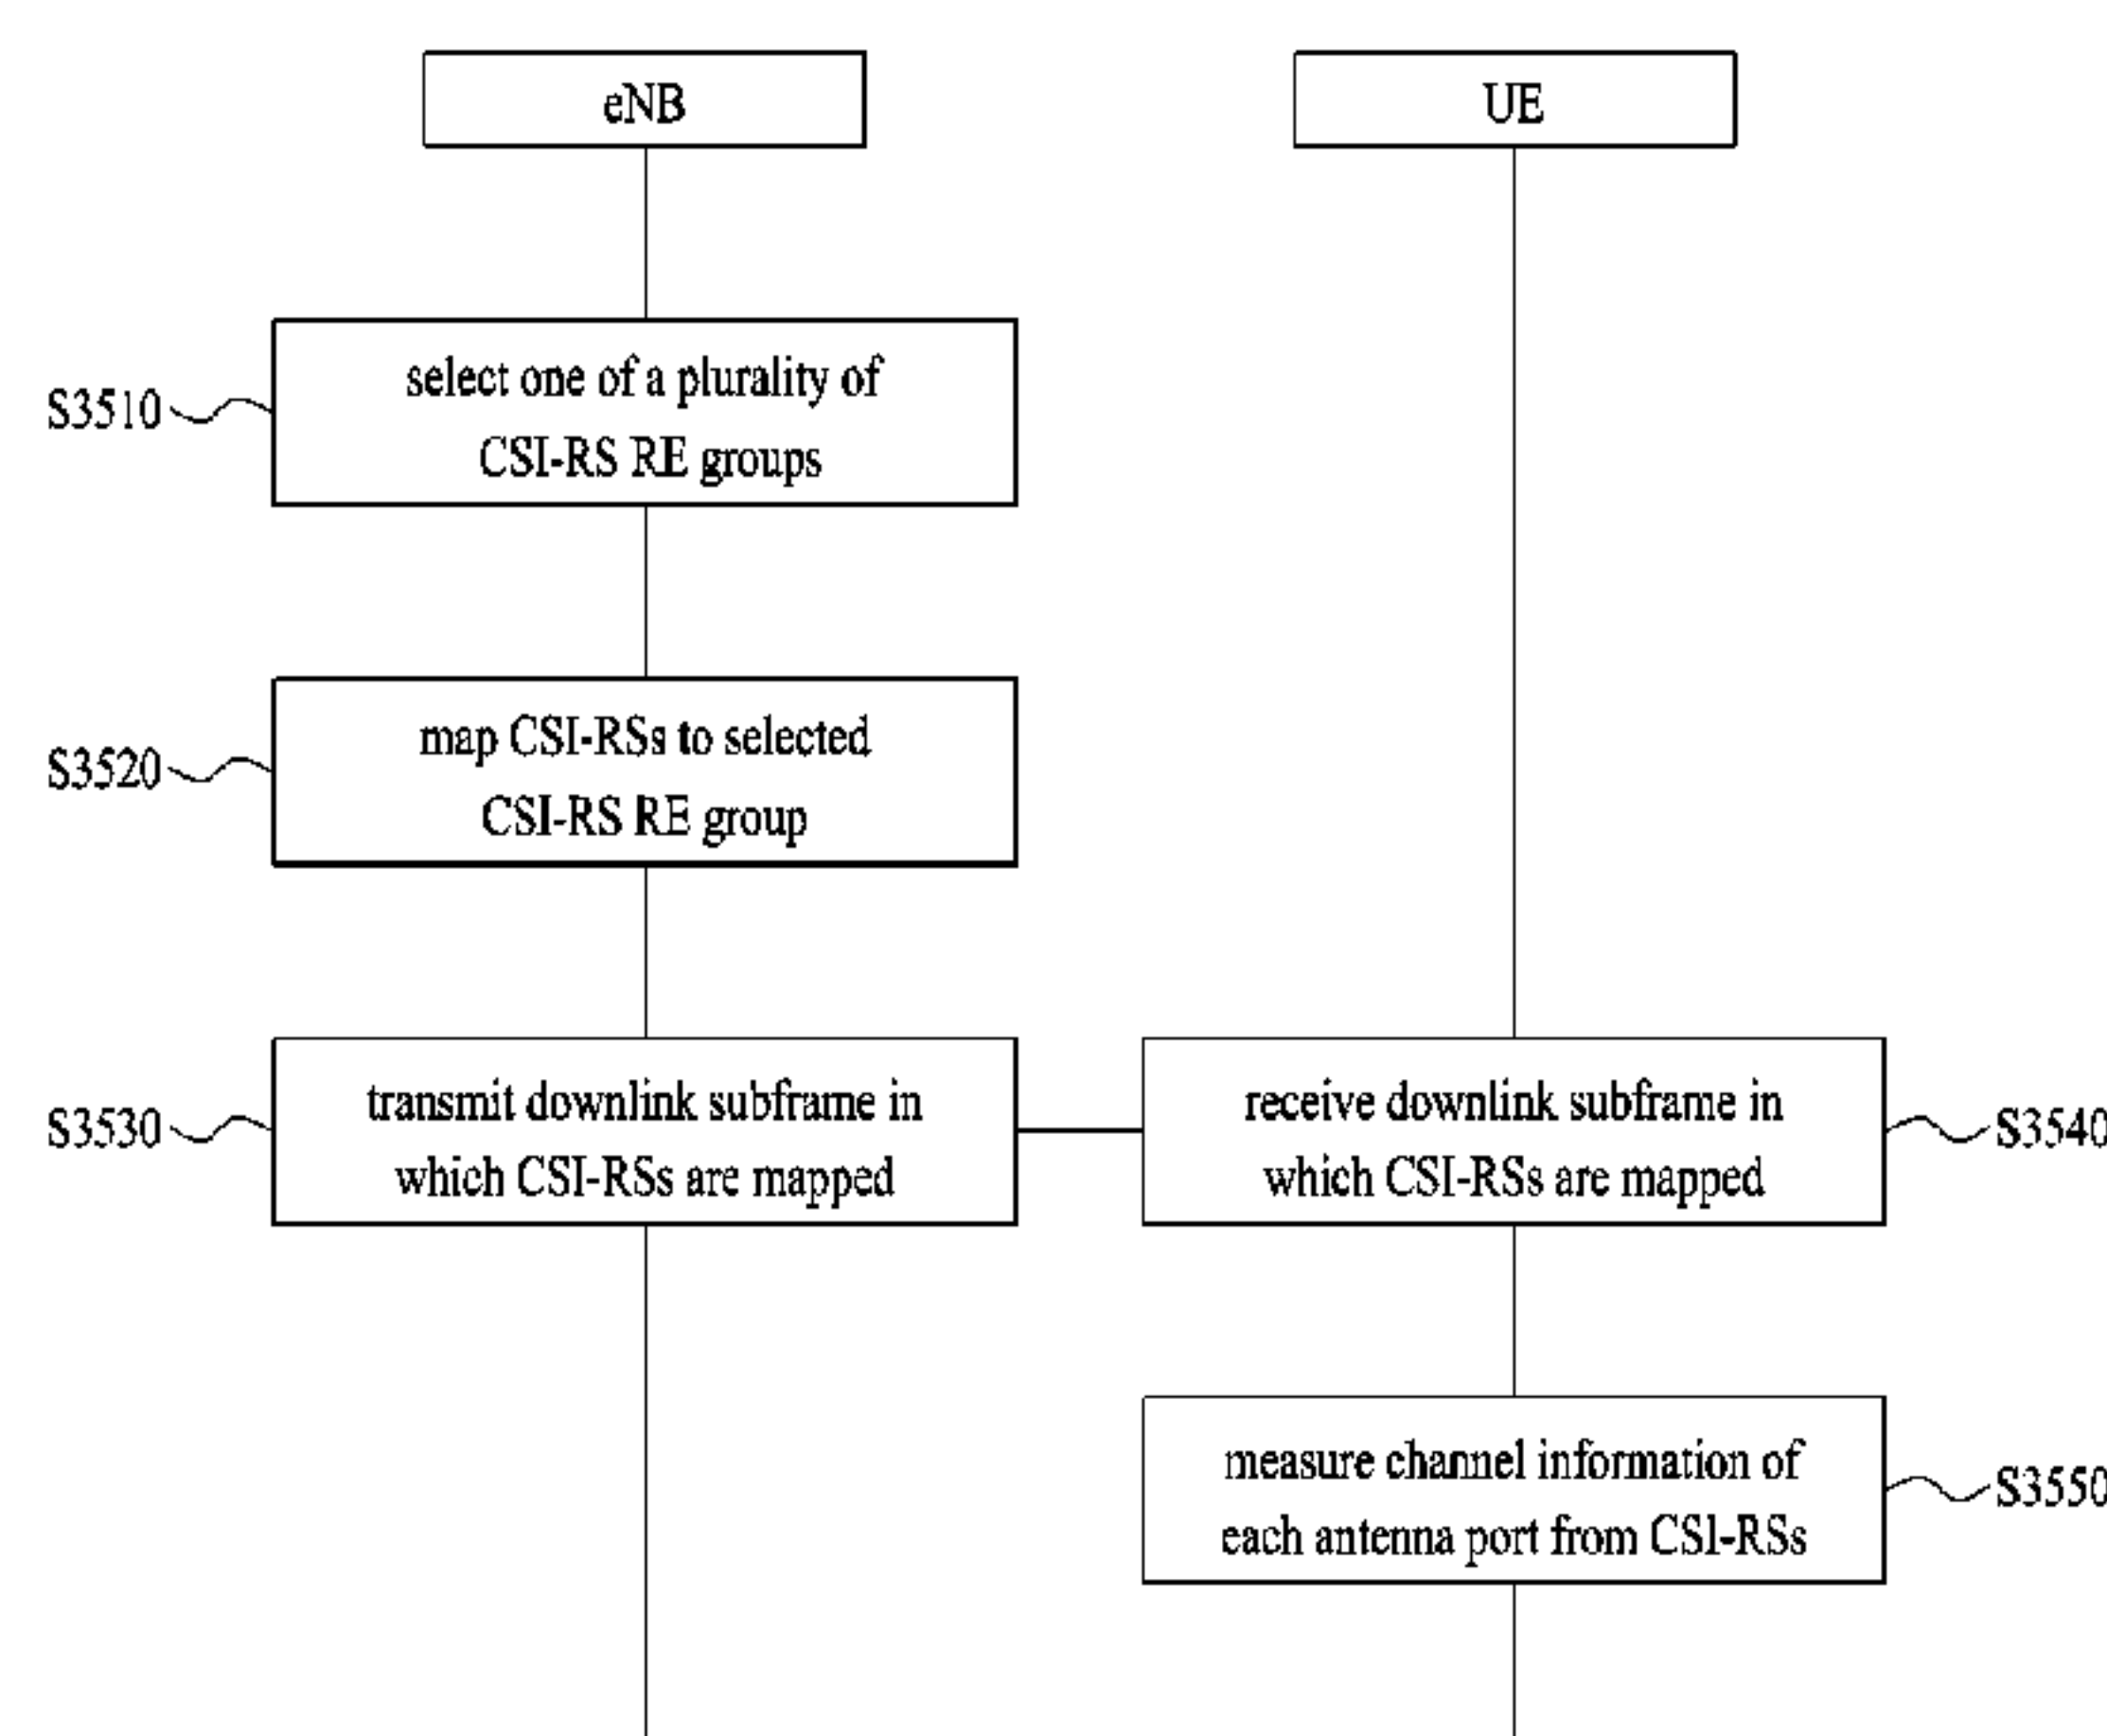 eNB
UE
S3510
select one of a plurality of
CSI-RS RE groups
S3520
map CSI-RSs to selected
CSI-RS RE group
S3530
transmit downlink subframe in
which CSI-RSs are mapped
receive downlink subframe in
which CSI-RSs are mapped
S3540
measure channel information of
each antenna port from CSI-RSs
S3550